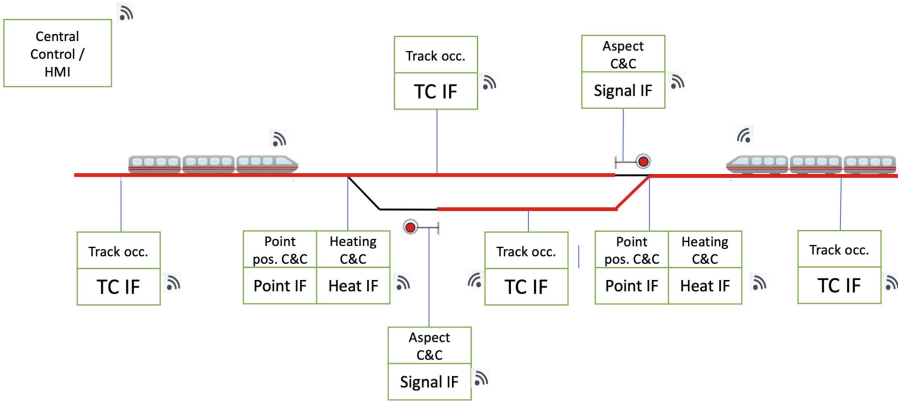 Central
Control /
HMI
Track occ.
TC IF
Aspect
C&C
Signal IF
Track occ.
TC IF
Point
pos. C&C
Heating
C&C
Point IF
Heat IF
Track occ.
TC IF
Point
pos. C&C
Heating
C&C
Point IF
Heat IF
Track occ.
TC IF
Aspect
C&C
Signal IF